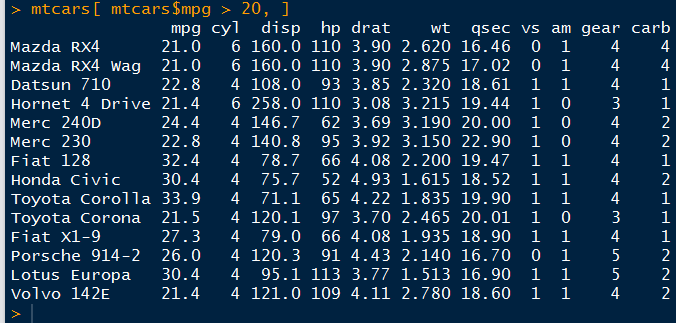 > mtcars[ mtcars$mpg > 20, ]
                mpg cyl  disp  hp drat    wt  qsec vs am gear carb
Mazda RX4      21.0   6 160.0 110 3.90 2.620 16.46  0  1    4    4
Mazda RX4 Wag  21.0   6 160.0 110 3.90 2.875 17.02  0  1    4    4
Datsun 710     22.8   4 108.0  93 3.85 2.320 18.61  1  1    4    1
Hornet 4 Drive 21.4   6 258.0 110 3.08 3.215 19.44  1  0    3    1
Merc 240D      24.4   4 146.7  62 3.69 3.190 20.00  1  0    4    2
Merc 230       22.8   4 140.8  95 3.92 3.150 22.90  1  0    4    2
Fiat 128       32.4   4  78.7  66 4.08 2.200 19.47  1  1    4    1
Honda Civic    30.4   4  75.7  52 4.93 1.615 18.52  1  1    4    2
Toyota Corolla 33.9   4  71.1  65 4.22 1.835 19.90  1  1    4    1
Toyota Corona  21.5   4 120.1  97 3.70 2.465 20.01  1  0    3    1
Fiat X1-9      27.3   4  79.0  66 4.08 1.935 18.90  1  1    4    1
Porsche 914-2  26.0   4 120.3  91 4.43 2.140 16.70  0  1    5    2
Lotus Europa   30.4   4  95.1 113 3.77 1.513 16.90  1  1    5    2
Volvo 142E     21.4   4 121.0 109 4.11 2.780 18.60  1  1    4    2
>